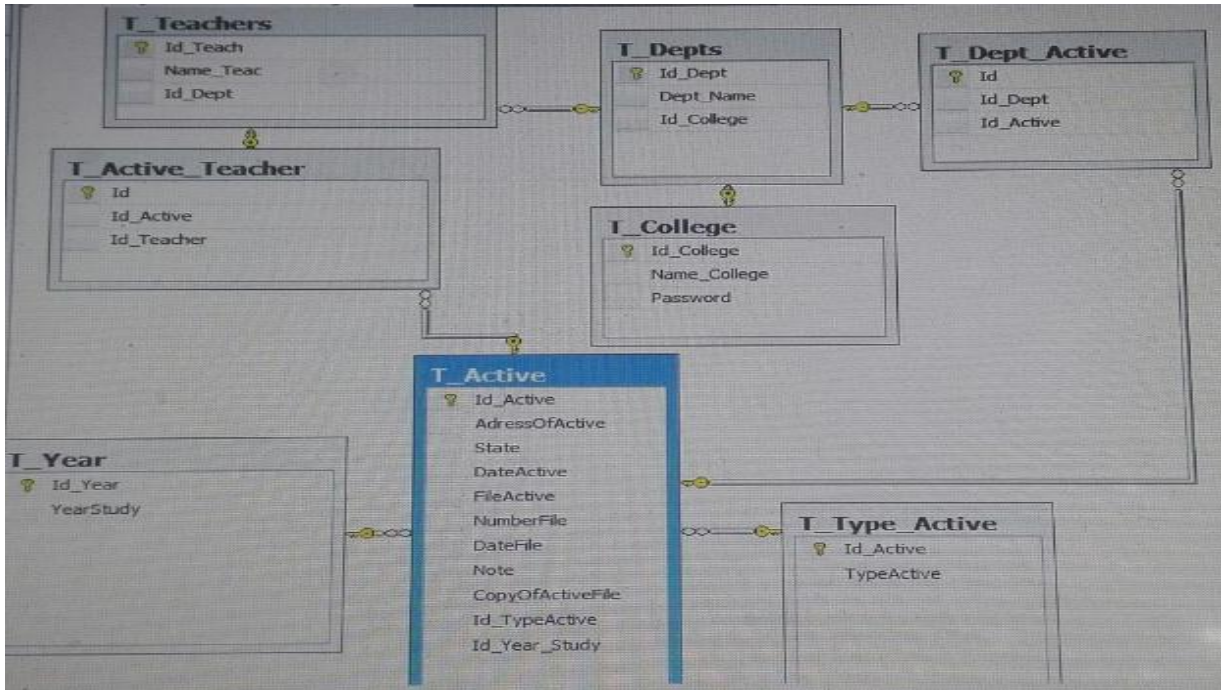 T_Teachers
Id_Teach
Name_Teac
Id_Dept
T_Depts
Id_Dept
Dept_Name
Id_College
T_Dept_Active
Id
Id_Dept
Id_Active
T_Active_Teacher
Id
Id_Active
Id_Teacher
T_College
Id_College
Name_College
Password
T_Active
Id_Active
AdressOfActive
State
DateActive
FileActive
NumberFile
DateFile
Note
CopyOfActiveFile
Id_TypeActive
Id_Year_Study
T_Year
Id_Year
YearStudy
T_Type_Active
Id_Active
TypeActive